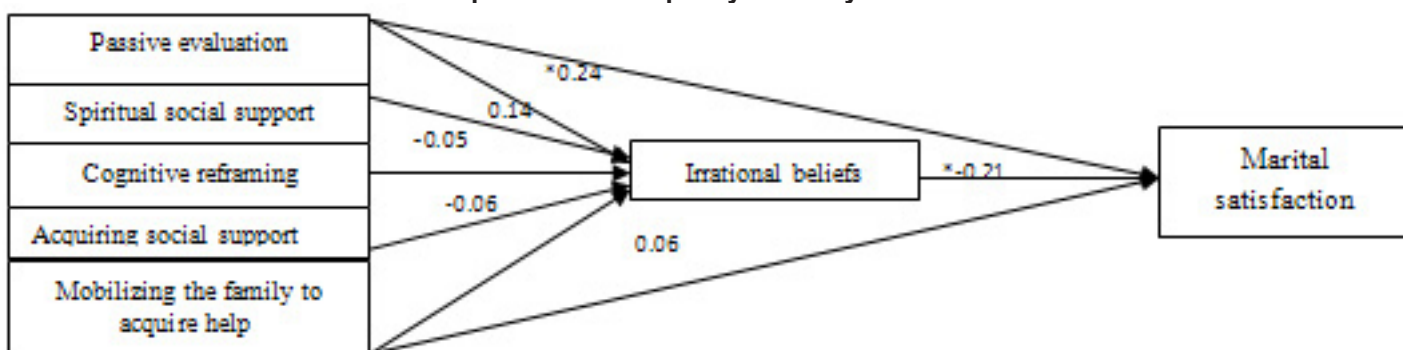 Passive evaluation
Spiritual social support
Cognitive reframing
Acquiring social support
Mobilizing the family to
acquire help
*0.24
0.14
-0.05
-0.06
0.06
Irrational beliefs
*-0.21
Marital
satisfaction